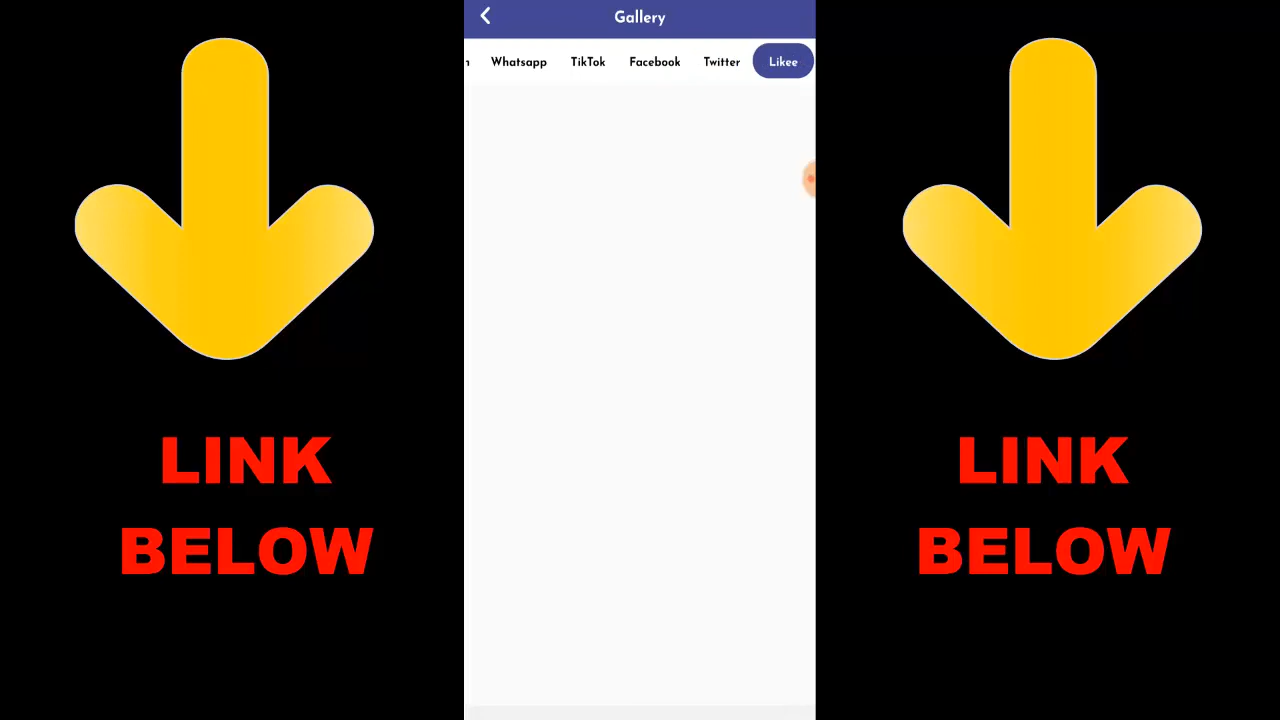 Gallery
Whatsapp TikTok Facebook Twitter Likee
LINK
BELOW
LINK
BELOW